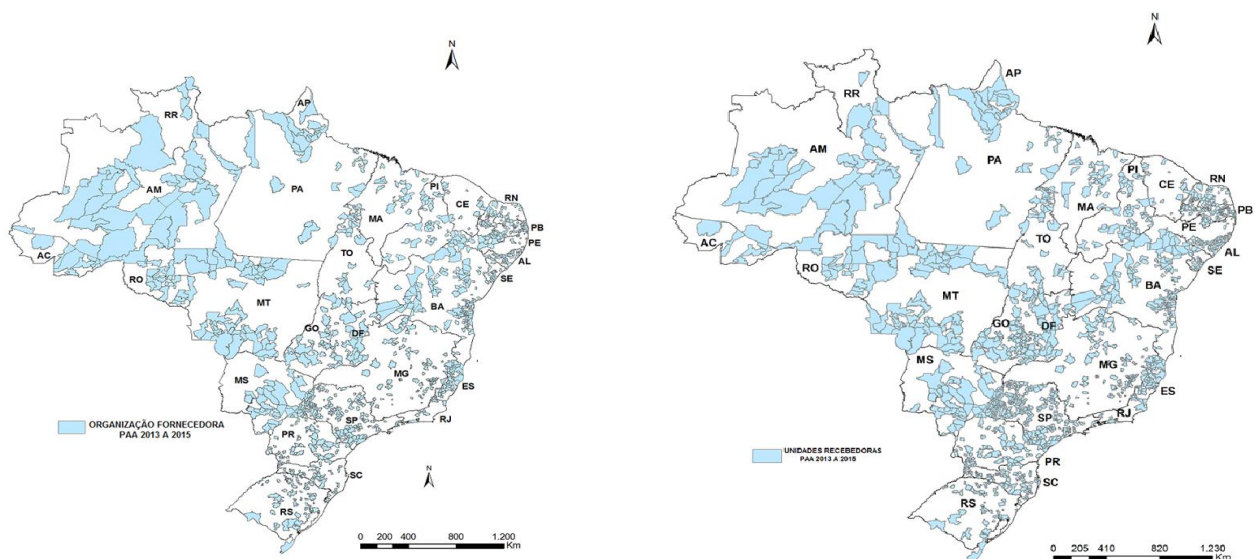 N
RR
AP
AM
PA
MA
PI
CE
RN
PB
PE
AL
SE
AC
RO
TO
BA
MT
GO
DF
MG
ES
MS
SP
RJ
PR
SC
RS
ORGANIZAÇÃO FORNECEDORA
PAA 2013 A 2015
N
0 200 400 800 1.200
Km
N
AP
RR
AM
PA
PI
CE
RN
MA
PB
PE
AC
TO
AL
RO
SE
BA
MT
GO
DF
MS
MG
ES
SP
RJ
PR
SC
RS
UNIDADES RECEBEDORAS
PAA 2013 A 2015
0 205 410 820 1.230
Km